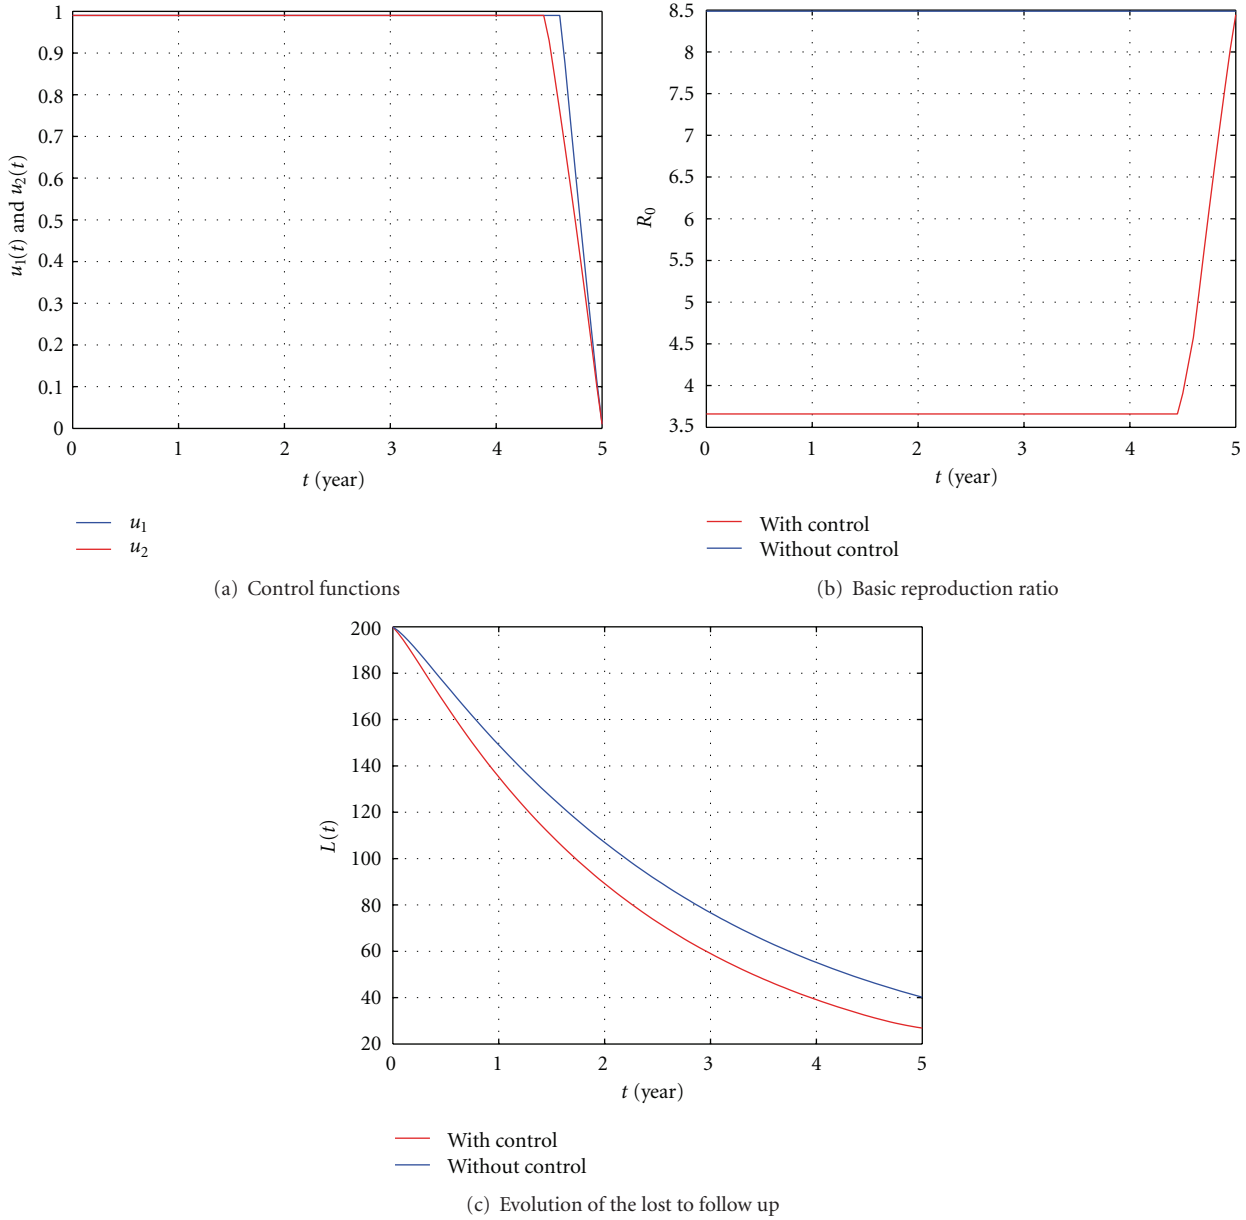 1
0.9
0.8
0.7
0.6
0.5
0.4
0.3
0.2
0.1
0
u₁(t) and u₂(t)
0 1 2 3 4 5
t (year)
u₁
u₂
(a) Control functions
8.5
8
7.5
7
6.5
6
5.5
5
4.5
4
3.5
R₀
0 1 2 3 4 5
t (year)
With control
Without control
(b) Basic reproduction ratio
200
180
160
140
120
100
80
60
40
20
L(t)
0 1 2 3 4 5
t (year)
With control
Without control
(c) Evolution of the lost to follow up